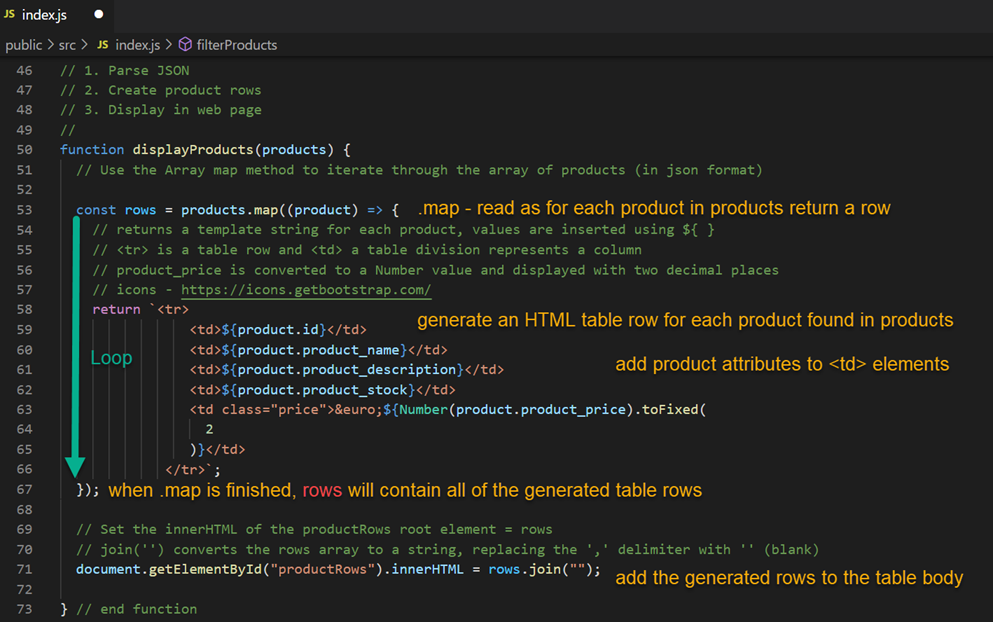 JS index.js ●
public > src > JS index.js > filterProducts
46 // 1. Parse JSON
47 // 2. Create product rows
48 // 3. Display in web page
49 //
50 function displayProducts(products) {
51 // Use the Array map method to iterate through the array of products (in json format)
52
53 const rows = products.map((product) => { .map - read as for each product in products return a row
54 // returns a template string for each product, values are inserted using ${ }
55 // <tr> is a table row and <td> a table division represents a column
56 // product_price is converted to a Number value and displayed with two decimal places
57 // icons - https://icons.getbootstrap.com/
58 return `<tr>
59 <td>${product.id}</td> generate an HTML table row for each product found in products
60 <td>${product.product_name}</td>
Loop
61 <td>${product.product_description}</td> add product attributes to <td> elements
62 <td>${product.product_stock}</td>
63 <td class="price">&euro;${Number(product.product_price).toFixed(
64 2
65 )}</td>
66 </tr>`;
67 }); when .map is finished, rows will contain all of the generated table rows
68
69 // Set the innerHTML of the productRows root element = rows
70 // join('') converts the rows array to a string, replacing the ',' delimiter with '' (blank)
71 document.getElementById("productRows").innerHTML = rows.join(""); add the generated rows to the table body
72
73 } // end function